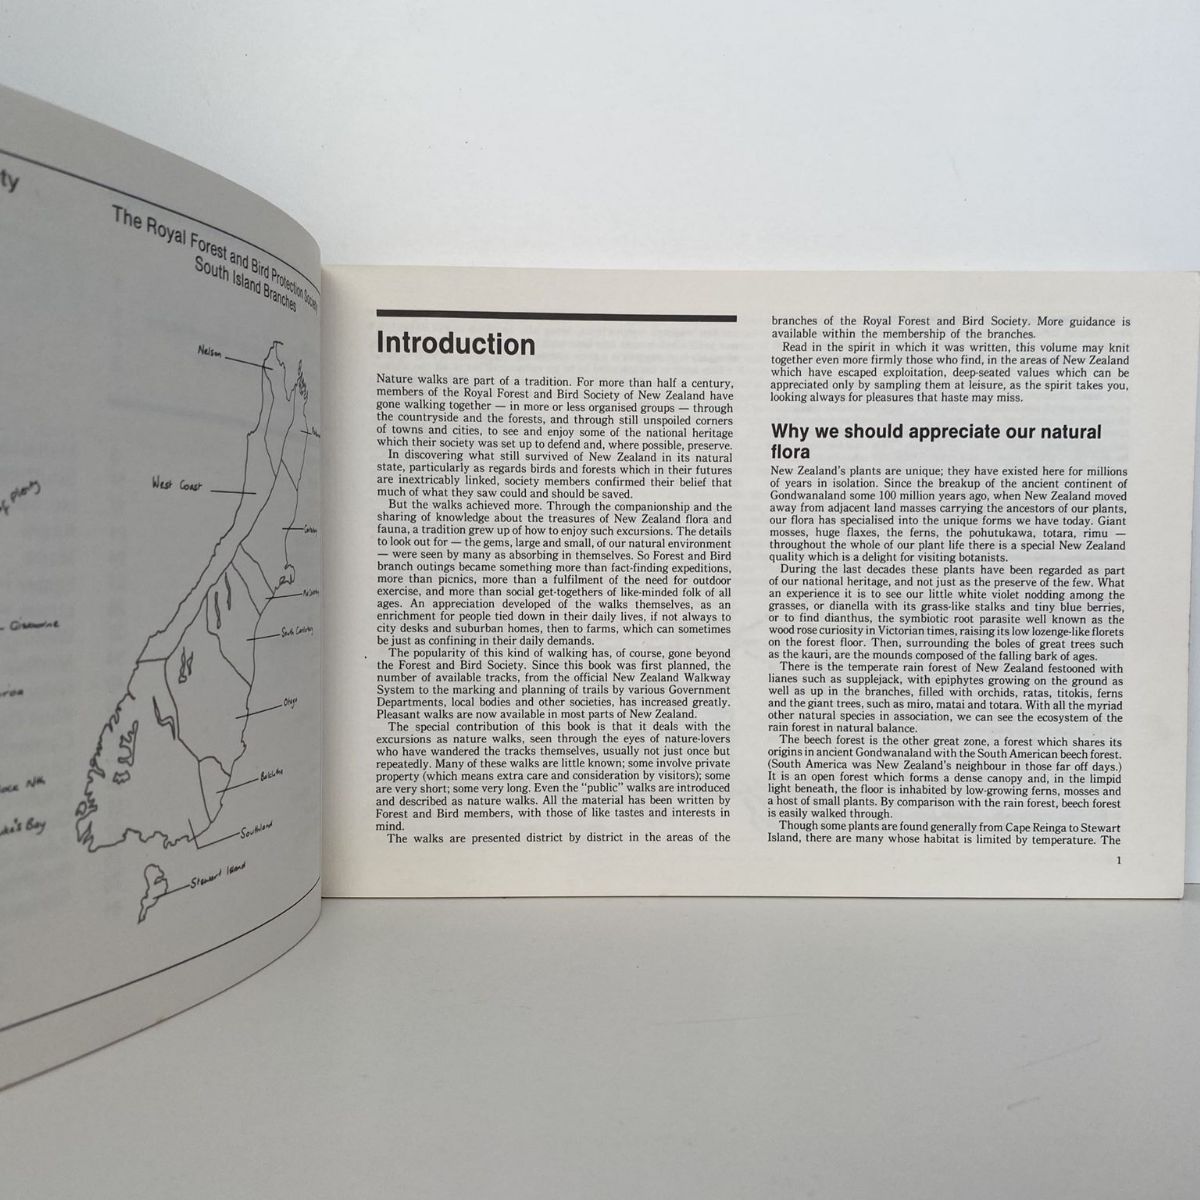 ty
Gisborne
The Royal Forest and Bird Protection Society
South Island Branches
Nelson
West Coast
South Canterbury
Otago
Southland
Stewart Island
Introduction
Nature walks are part of a tradition. For more than half a century,
members of the Royal Forest and Bird Society of New Zealand have
gone walking together — in more or less organised groups — through
the countryside and the forests, and through still unspoiled corners
of towns and cities, to see and enjoy some of the national heritage
which their society was set up to defend and, where possible, preserve.
In discovering what still survived of New Zealand in its natural
state, particularly as regards birds and forests which in their futures
are inextricably linked, society members confirmed their belief that
much of what they saw could and should be saved.
But the walks achieved more. Through the companionship and the
sharing of knowledge about the treasures of New Zealand flora and
fauna, a tradition grew up of how to enjoy such excursions. The details
to look out for — the gems, large and small, of our natural environment
— were seen by many as absorbing in themselves. So Forest and Bird
branch outings became something more than fact-finding expeditions,
more than picnics, more than a fulfilment of the need for outdoor
exercise, and more than social get-togethers of like-minded folk of all
ages. An appreciation developed of the walks themselves, as an
enrichment for people tied down in their daily lives, if not always to
city desks and suburban homes, then to farms, which can sometimes
be just as confining in their daily demands.
The popularity of this kind of walking has, of course, gone beyond
the Forest and Bird Society. Since this book was first planned, the
number of available tracks, from the official New Zealand Walkway
System to the marking and planning of trails by various Government
Departments, local bodies and other societies, has increased greatly.
Pleasant walks are now available in most parts of New Zealand.
The special contribution of this book is that it deals with the
excursions as nature walks, seen through the eyes of nature-lovers
who have wandered the tracks themselves, usually not just once but
repeatedly. Many of these walks are little known; some involve private
property (which means extra care and consideration by visitors); some
are very short; some very long. Even the "public" walks are introduced
and described as nature walks. All the material has been written by
Forest and Bird members, with those of like tastes and interests in
mind.
The walks are presented district by district in the areas of the
branches of the Royal Forest and Bird Society. More guidance is
available within the membership of the branches.
Read in the spirit in which it was written, this volume may knit
together even more firmly those who find, in the areas of New Zealand
which have escaped exploitation, deep-seated values which can be
appreciated only by sampling them at leisure, as the spirit takes you,
looking always for pleasures that haste may miss.
Why we should appreciate our natural
flora
New Zealand's plants are unique; they have existed here for millions
of years in isolation. Since the breakup of the ancient continent of
Gondwanaland some 100 million years ago, when New Zealand moved
away from adjacent land masses carrying the ancestors of our plants,
our flora has specialised into the unique forms we have today. Giant
mosses, huge flaxes, the ferns, the pohutukawa, totara, rimu —
throughout the whole of our plant life there is a special New Zealand
quality which is a delight for visiting botanists.
During the last decades these plants have been regarded as part
of our national heritage, and not just as the preserve of the few. What
an experience it is to see our little white violet nodding among the
grasses, or dianella with its grass-like stalks and tiny blue berries,
or to find dianthus, the symbiotic root parasite well known as the
wood rose curiosity in Victorian times, raising its low lozenge-like florets
on the forest floor. Then, surrounding the boles of great trees such
as the kauri, are the mounds composed of the falling bark of ages.
There is the temperate rain forest of New Zealand festooned with
lianes such as supplejack, with epiphytes growing on the ground as
well as up in the branches, filled with orchids, ratas, titokis, ferns
and the giant trees, such as miro, matai and totara. With all the myriad
other natural species in association, we can see the ecosystem of the
rain forest in natural balance.
The beech forest is the other great zone, a forest which shares its
origins in ancient Gondwanaland with the South American beech forest.
(South America was New Zealand's neighbour in those far off days.)
It is an open forest which forms a dense canopy and, in the limpid
light beneath, the floor is inhabited by low-growing ferns, mosses and
a host of small plants. By comparison with the rain forest, beech forest
is easily walked through.
Though some plants are found generally from Cape Reinga to Stewart
Island, there are many whose habitat is limited by temperature. The
1